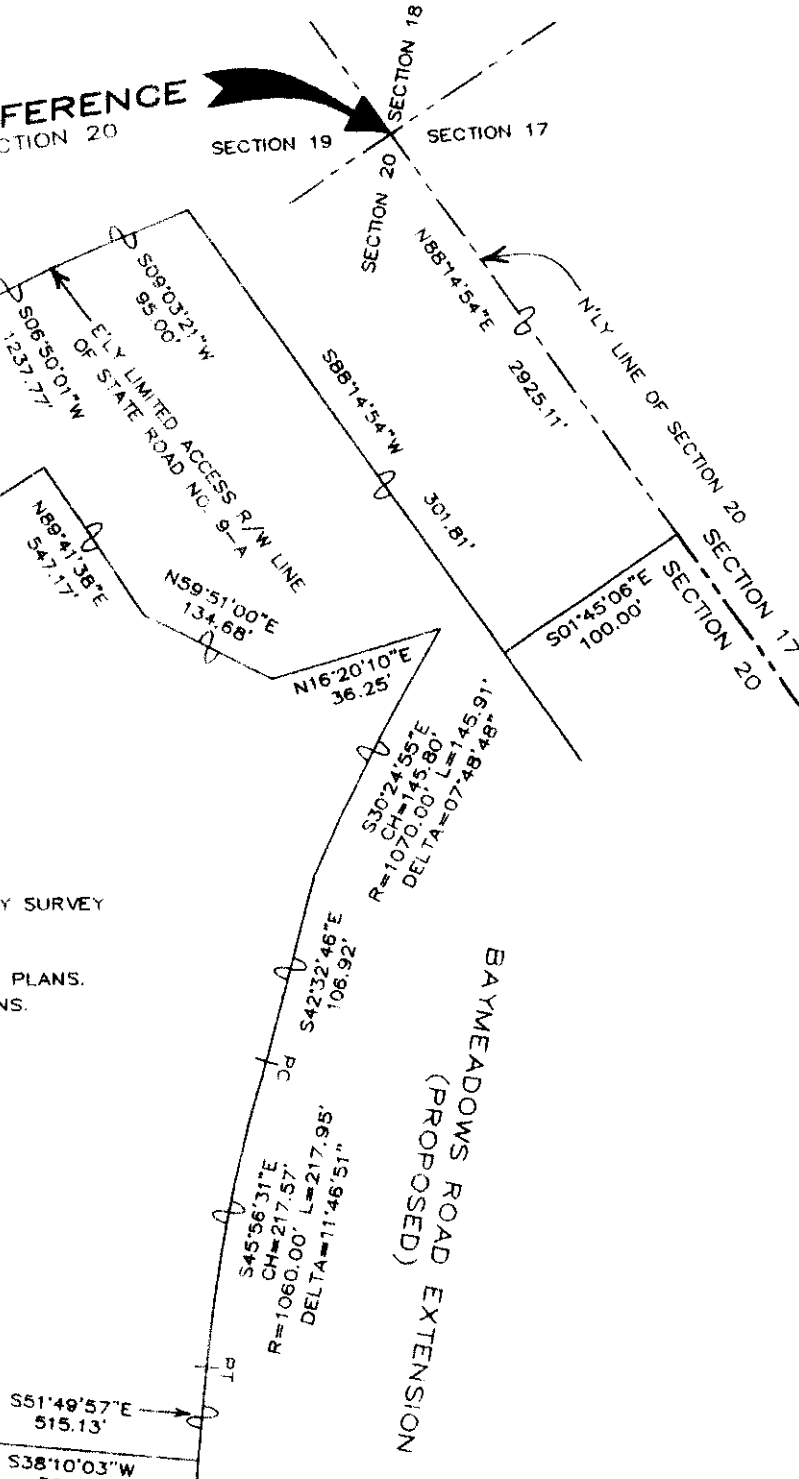 FERENCE
CTION 20
SECTION 18
SECTION 19
SECTION 17
SECTION 20
N88°14'54"E
2925.11'
N'LY LINE OF SECTION 20
SECTION 17
SECTION 20
S09°03'21"W
95.00'
S06°50'01"W
1237.77'
E'LY LIMITED ACCESS R/W LINE
OF STATE ROAD NO. 9-A
S88°14'54"W
301.81'
S01°45'06"E
100.00'
N89°41'38"E
547.17'
N59°51'00"E
134.68'
N16°20'10"E
36.25'
S30°24'55"E
CH=145.80'
R=1070.00' L=145.91'
DELTA=07°48'48"
Y SURVEY
PLANS.
NS.
S42°32'46"E
106.92'
PC
BAYMEADOWS ROAD EXTENSION
(PROPOSED)
S45°56'31"E
CH=217.57'
R=1060.00' L=217.95'
DELTA=11°46'51"
PT
S51°49'57"E
515.13'
S38°10'03"W